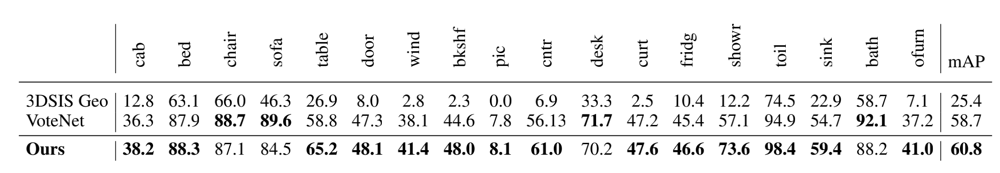 cab bed chair sofa table door wind bkshf pic cntr desk curt fridg showr toil sink bath ofurn mAP
3DSIS Geo 12.8 63.1 66.0 46.3 26.9 8.0 2.8 2.3 0.0 6.9 33.3 2.5 10.4 12.2 74.5 22.9 58.7 7.1 25.4
VoteNet 36.3 87.9 88.7 89.6 58.8 47.3 38.1 44.6 7.8 56.13 71.7 47.2 45.4 57.1 94.9 54.7 92.1 37.2 58.7
Ours 38.2 88.3 87.1 84.5 65.2 48.1 41.4 48.0 8.1 61.0 70.2 47.6 46.6 73.6 98.4 59.4 88.2 41.0 60.8